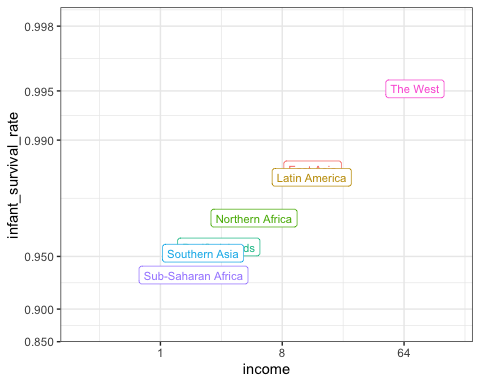 0.998
0.995
0.990
0.950
0.900
0.850
infant_survival_rate
The West
Latin America
Northern Africa
Southern Asia
Sub-Saharan Africa
1
8
64
income